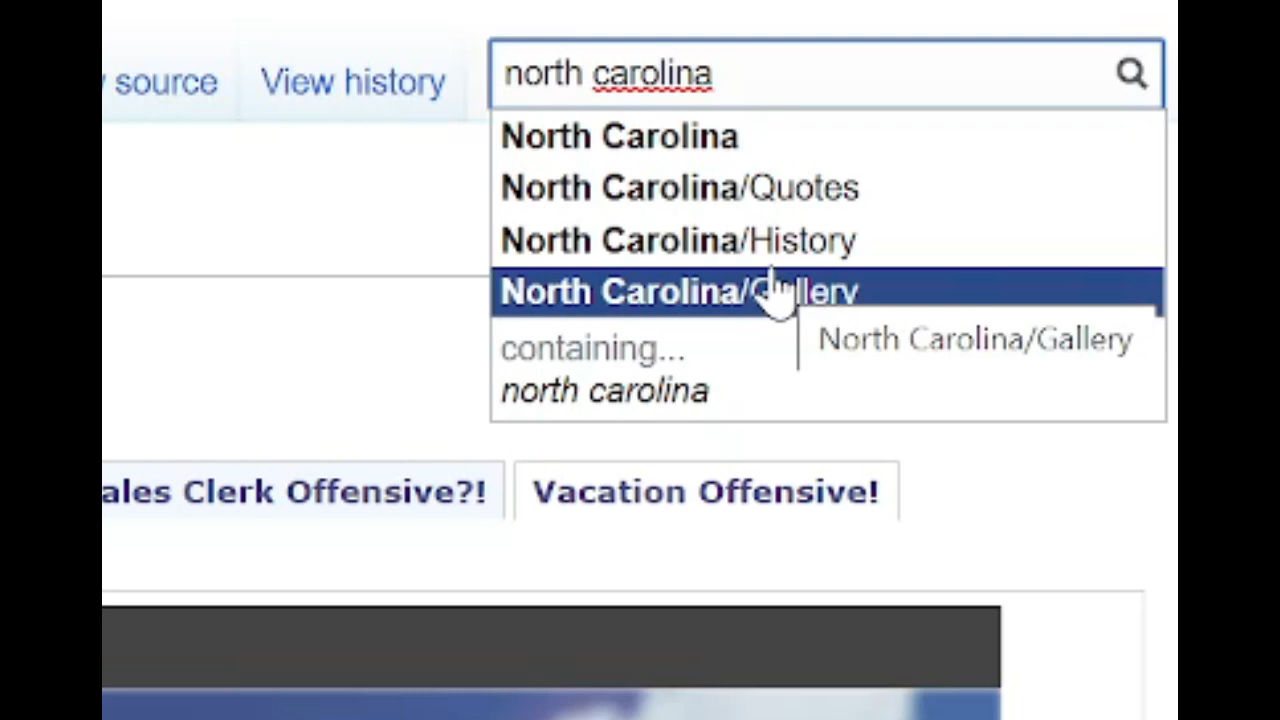 source View history north carolina
North Carolina
North Carolina/Quotes
North Carolina/History
North Carolina/Gallery
North Carolina/Gallery
containing...
north carolina
Clerk Offensive?! Vacation Offensive!